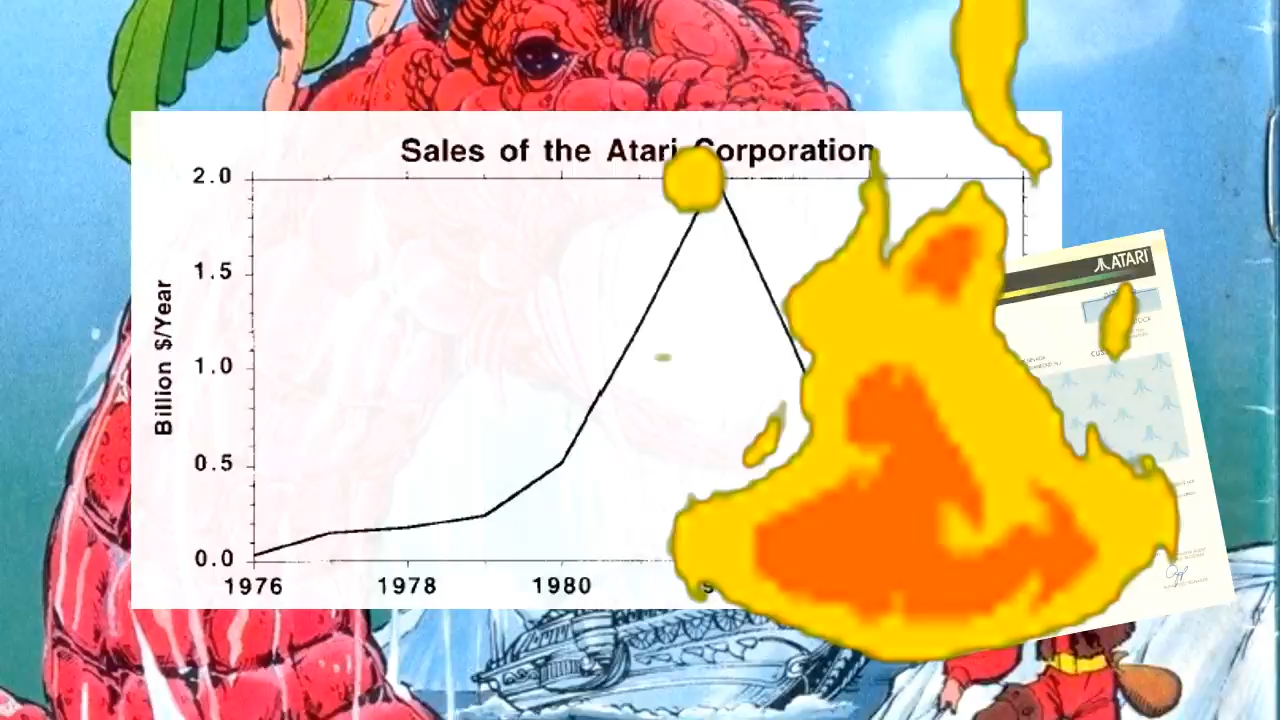 Sales of the Atari Corporation
2.0
ATARI
1.5
Billion $/Year
1.0
0.5
0.0
1976 1978 1980